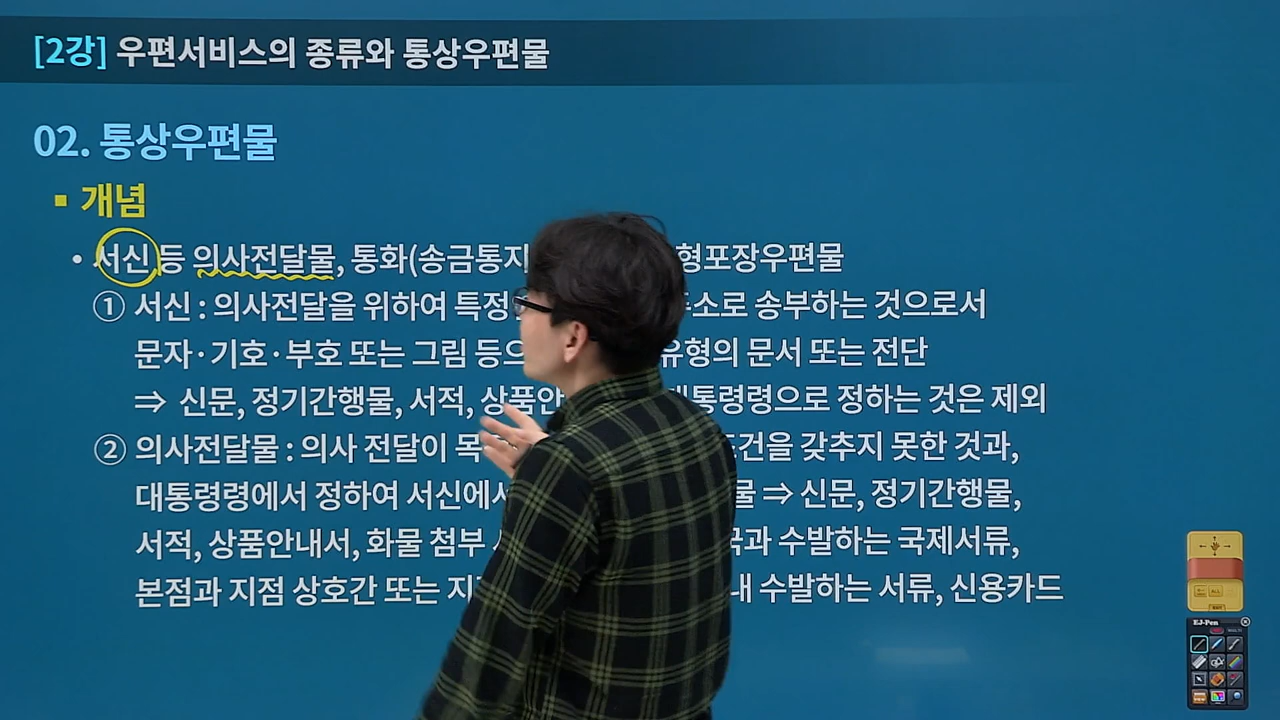 [2강] 우편서비스의 종류와 통상우편물
02. 통상우편물
▪ 개념
• 서신 등 의사전달물, 통화(송금통지 형포장우편물
① 서신 : 의사전달을 위하여 특정 주소로 송부하는 것으로서
문자·기호·부호 또는 그림 등으 유형의 문서 또는 전단
⇒ 신문, 정기간행물, 서적, 상품안 대통령령으로 정하는 것은 제외
② 의사전달물 : 의사 전달이 목 조건을 갖추지 못한 것과,
대통령령에서 정하여 서신에서 물 ⇒ 신문, 정기간행물,
서적, 상품안내서, 화물 첨부 수발하는 국제서류,
본점과 지점 상호간 또는 지 내 수발하는 서류, 신용카드
EJ-Pen